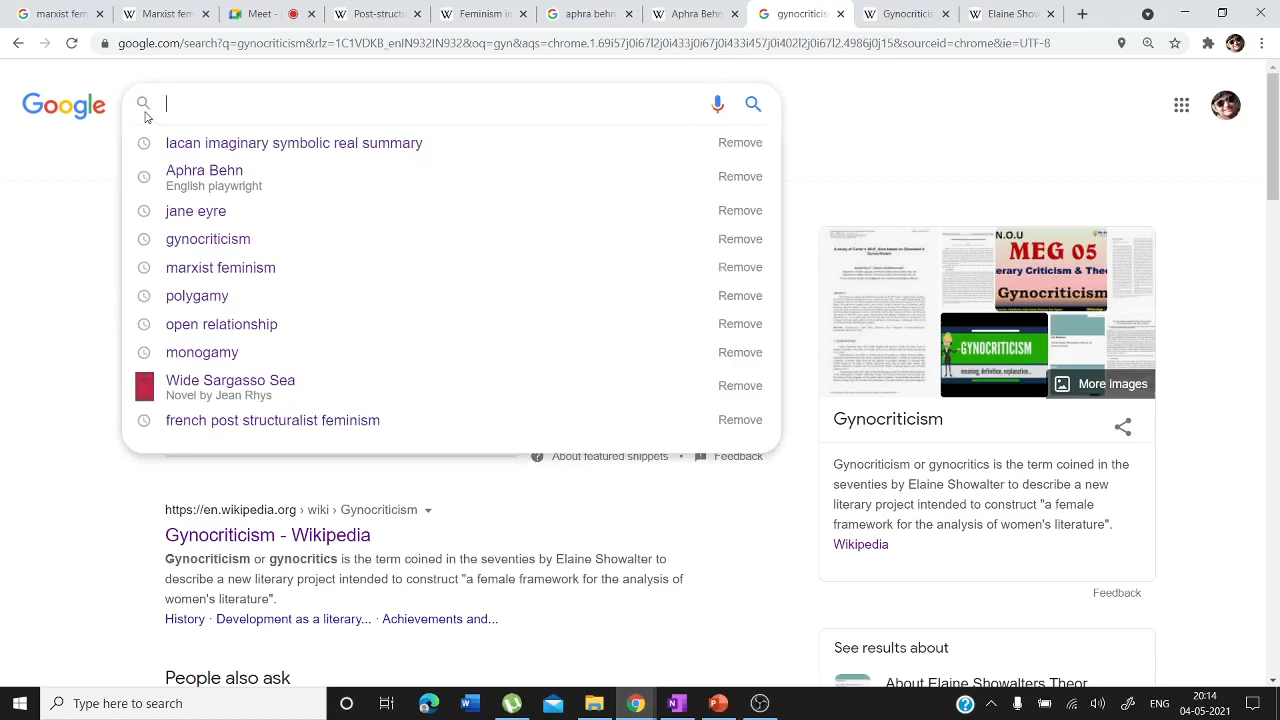 marxist fem
marxist
Meet -
Post-struct
Feminism in
aphra behn
Aphra Behn
gynocriticis
Gynocritici
Elaine Show
google.com/search?q=gynocriticism&rlz=1C1VDKB_enIN932IN932&oq=gyn&aqs=chrome.1.69i57j0i67l2j0i433j0i67i433i457j0i402l2j0i67l2.4986j0j15&sourceid=chrome&ie=UTF-8
Google
lacan imaginary symbolic real summary Remove
Aphra Behn Remove
English playwright
jane eyre Remove
gynocriticism Remove
marxist feminism Remove
polygamy Remove
open relationship Remove
Remove
Wide Sargasso Sea Remove
Novel by Jean Rhys
french post structuralist feminism Remove
About featured snippets • Feedback
https://en.wikipedia.org › wiki › Gynocriticism
Gynocriticism - Wikipedia
Gynocriticism or gynocritics is the term coined in the seventies by Elaine Showalter to
describe a new literary project intended to construct "a female framework for the analysis of
women's literature".
History · Development as a literary... · Achievements and...
People also ask
N.O.U
MEG 05
erary Criticism & The
Gynocriticism
GYNOCRITICISM
meaning, definition, explanation...
More images
Gynocriticism
Gynocriticism or gynocritics is the term coined in the
seventies by Elaine Showalter to describe a new
literary project intended to construct "a female
framework for the analysis of women's literature".
Wikipedia
Feedback
See results about
About Elaine Showalters Theor
Type here to search
ENG
20:14
04-05-2021